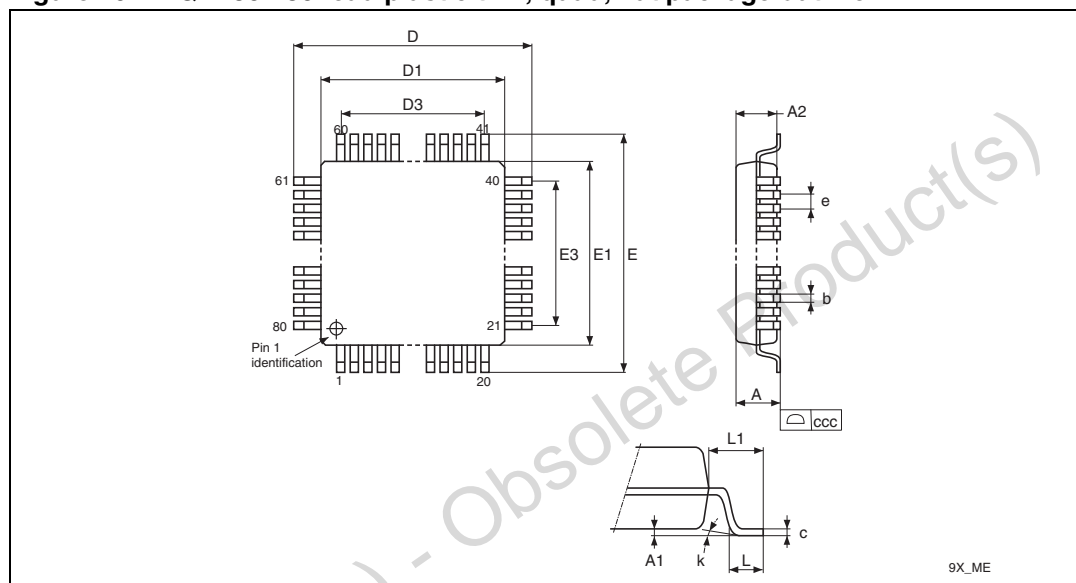 D
D1
D3
60
41
61
40
E3
E1
E
80
21
Pin 1
identification
1
20
A2
e
b
A
ccc
L1
A1
k
L
c
9X_ME
) - Obsolete Product(s)